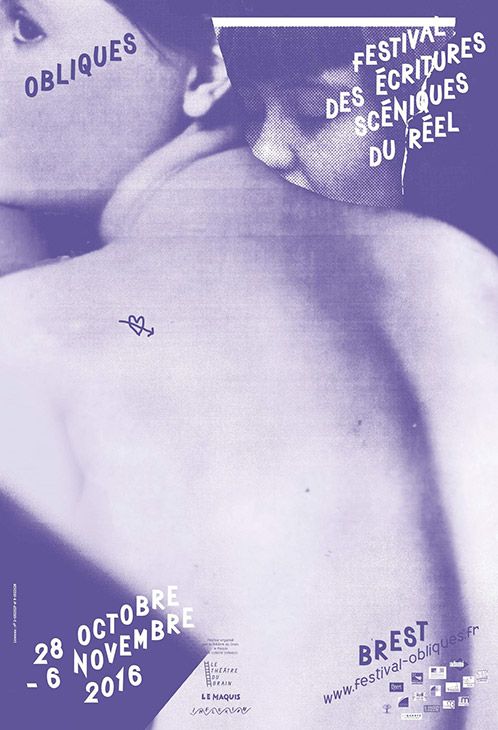 OBLIQUES
FESTIVAL
DES ÉCRITURES
SCÉNIQUES
DU RÉEL
28 OCTOBRE
- 6 NOVEMBRE
2016
LE
THÉÂTRE
DU
GRAIN
LE MAQUIS
BREST
www.festival-obliques.fr